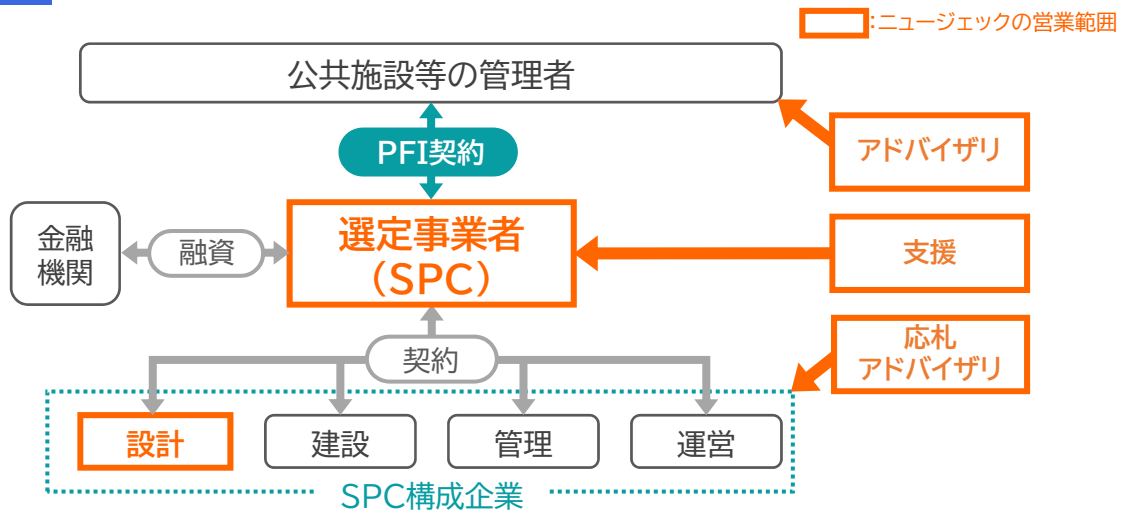 :ニュージェックの営業範囲
公共施設等の管理者
PFI契約
アドバイザリ
金融
機関
融資
選定事業者
（SPC）
支援
契約
応札
アドバイザリ
設計
建設
管理
運営
SPC構成企業